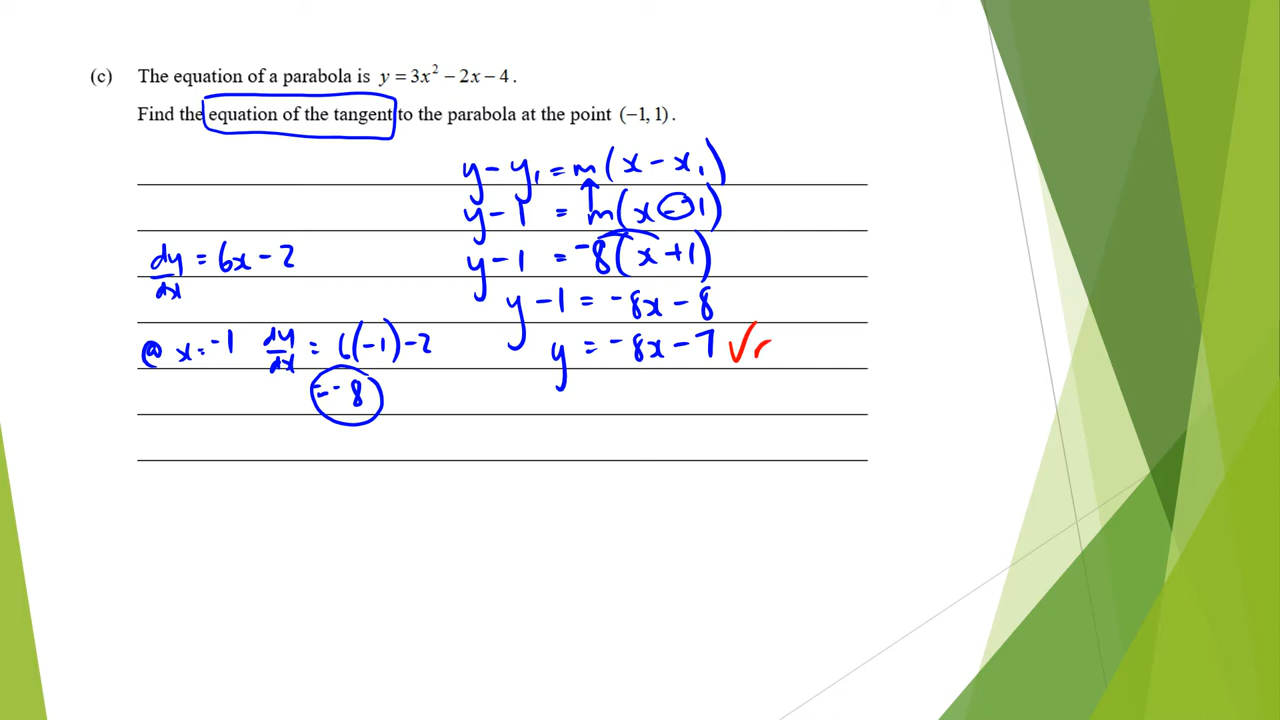 (c) The equation of a parabola is y = 3x² − 2x − 4.
Find the equation of the tangent to the parabola at the point (−1, 1).
y − y₁ = m(x − x₁)
y − 1 = m(x − ⁻1)
dy/dx = 6x − 2
y − 1 = ⁻8(x + 1)
y − 1 = ⁻8x − 8
@ x = ⁻1 dy/dx = 6(−1) − 2
y = ⁻8x − 7 √r
= ⁻8